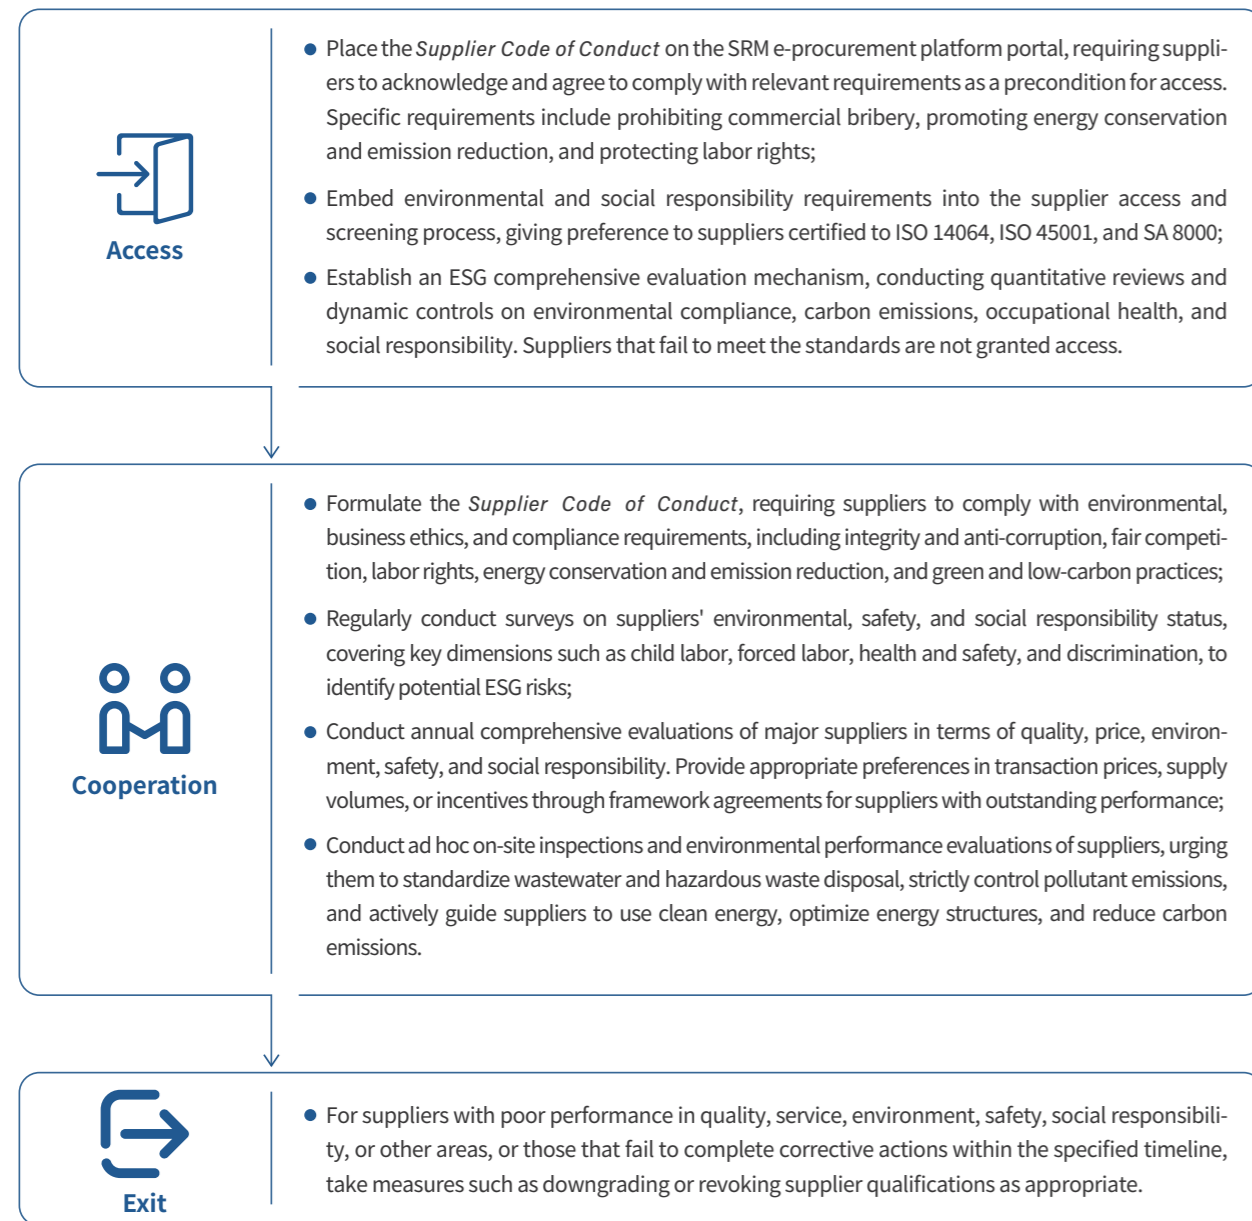 Access
● Place the Supplier Code of Conduct on the SRM e-procurement platform portal, requiring suppli-
ers to acknowledge and agree to comply with relevant requirements as a precondition for access.
Specific requirements include prohibiting commercial bribery, promoting energy conservation
and emission reduction, and protecting labor rights;
● Embed environmental and social responsibility requirements into the supplier access and
screening process, giving preference to suppliers certified to ISO 14064, ISO 45001, and SA 8000;
● Establish an ESG comprehensive evaluation mechanism, conducting quantitative reviews and
dynamic controls on environmental compliance, carbon emissions, occupational health, and
social responsibility. Suppliers that fail to meet the standards are not granted access.
Cooperation
● Formulate the Supplier Code of Conduct, requiring suppliers to comply with environmental,
business ethics, and compliance requirements, including integrity and anti-corruption, fair competi-
tion, labor rights, energy conservation and emission reduction, and green and low-carbon practices;
● Regularly conduct surveys on suppliers' environmental, safety, and social responsibility status,
covering key dimensions such as child labor, forced labor, health and safety, and discrimination, to
identify potential ESG risks;
● Conduct annual comprehensive evaluations of major suppliers in terms of quality, price, environ-
ment, safety, and social responsibility. Provide appropriate preferences in transaction prices, supply
volumes, or incentives through framework agreements for suppliers with outstanding performance;
● Conduct ad hoc on-site inspections and environmental performance evaluations of suppliers, urging
them to standardize wastewater and hazardous waste disposal, strictly control pollutant emissions,
and actively guide suppliers to use clean energy, optimize energy structures, and reduce carbon
emissions.
Exit
● For suppliers with poor performance in quality, service, environment, safety, social responsibili-
ty, or other areas, or those that fail to complete corrective actions within the specified timeline,
take measures such as downgrading or revoking supplier qualifications as appropriate.